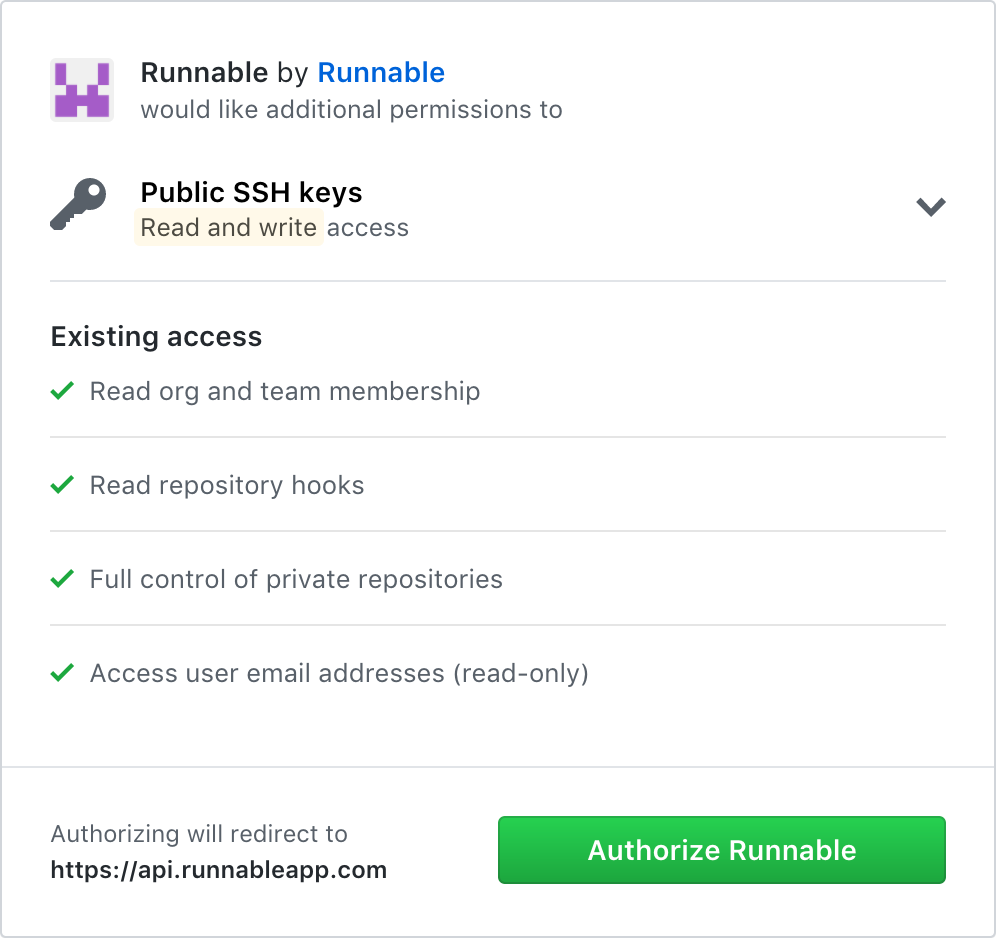 Runnable by Runnable
would like additional permissions to
Public SSH keys
Read and write access
Existing access
Read org and team membership
Read repository hooks
Full control of private repositories
Access user email addresses (read-only)
Authorizing will redirect to
https://api.runnableapp.com
Authorize Runnable